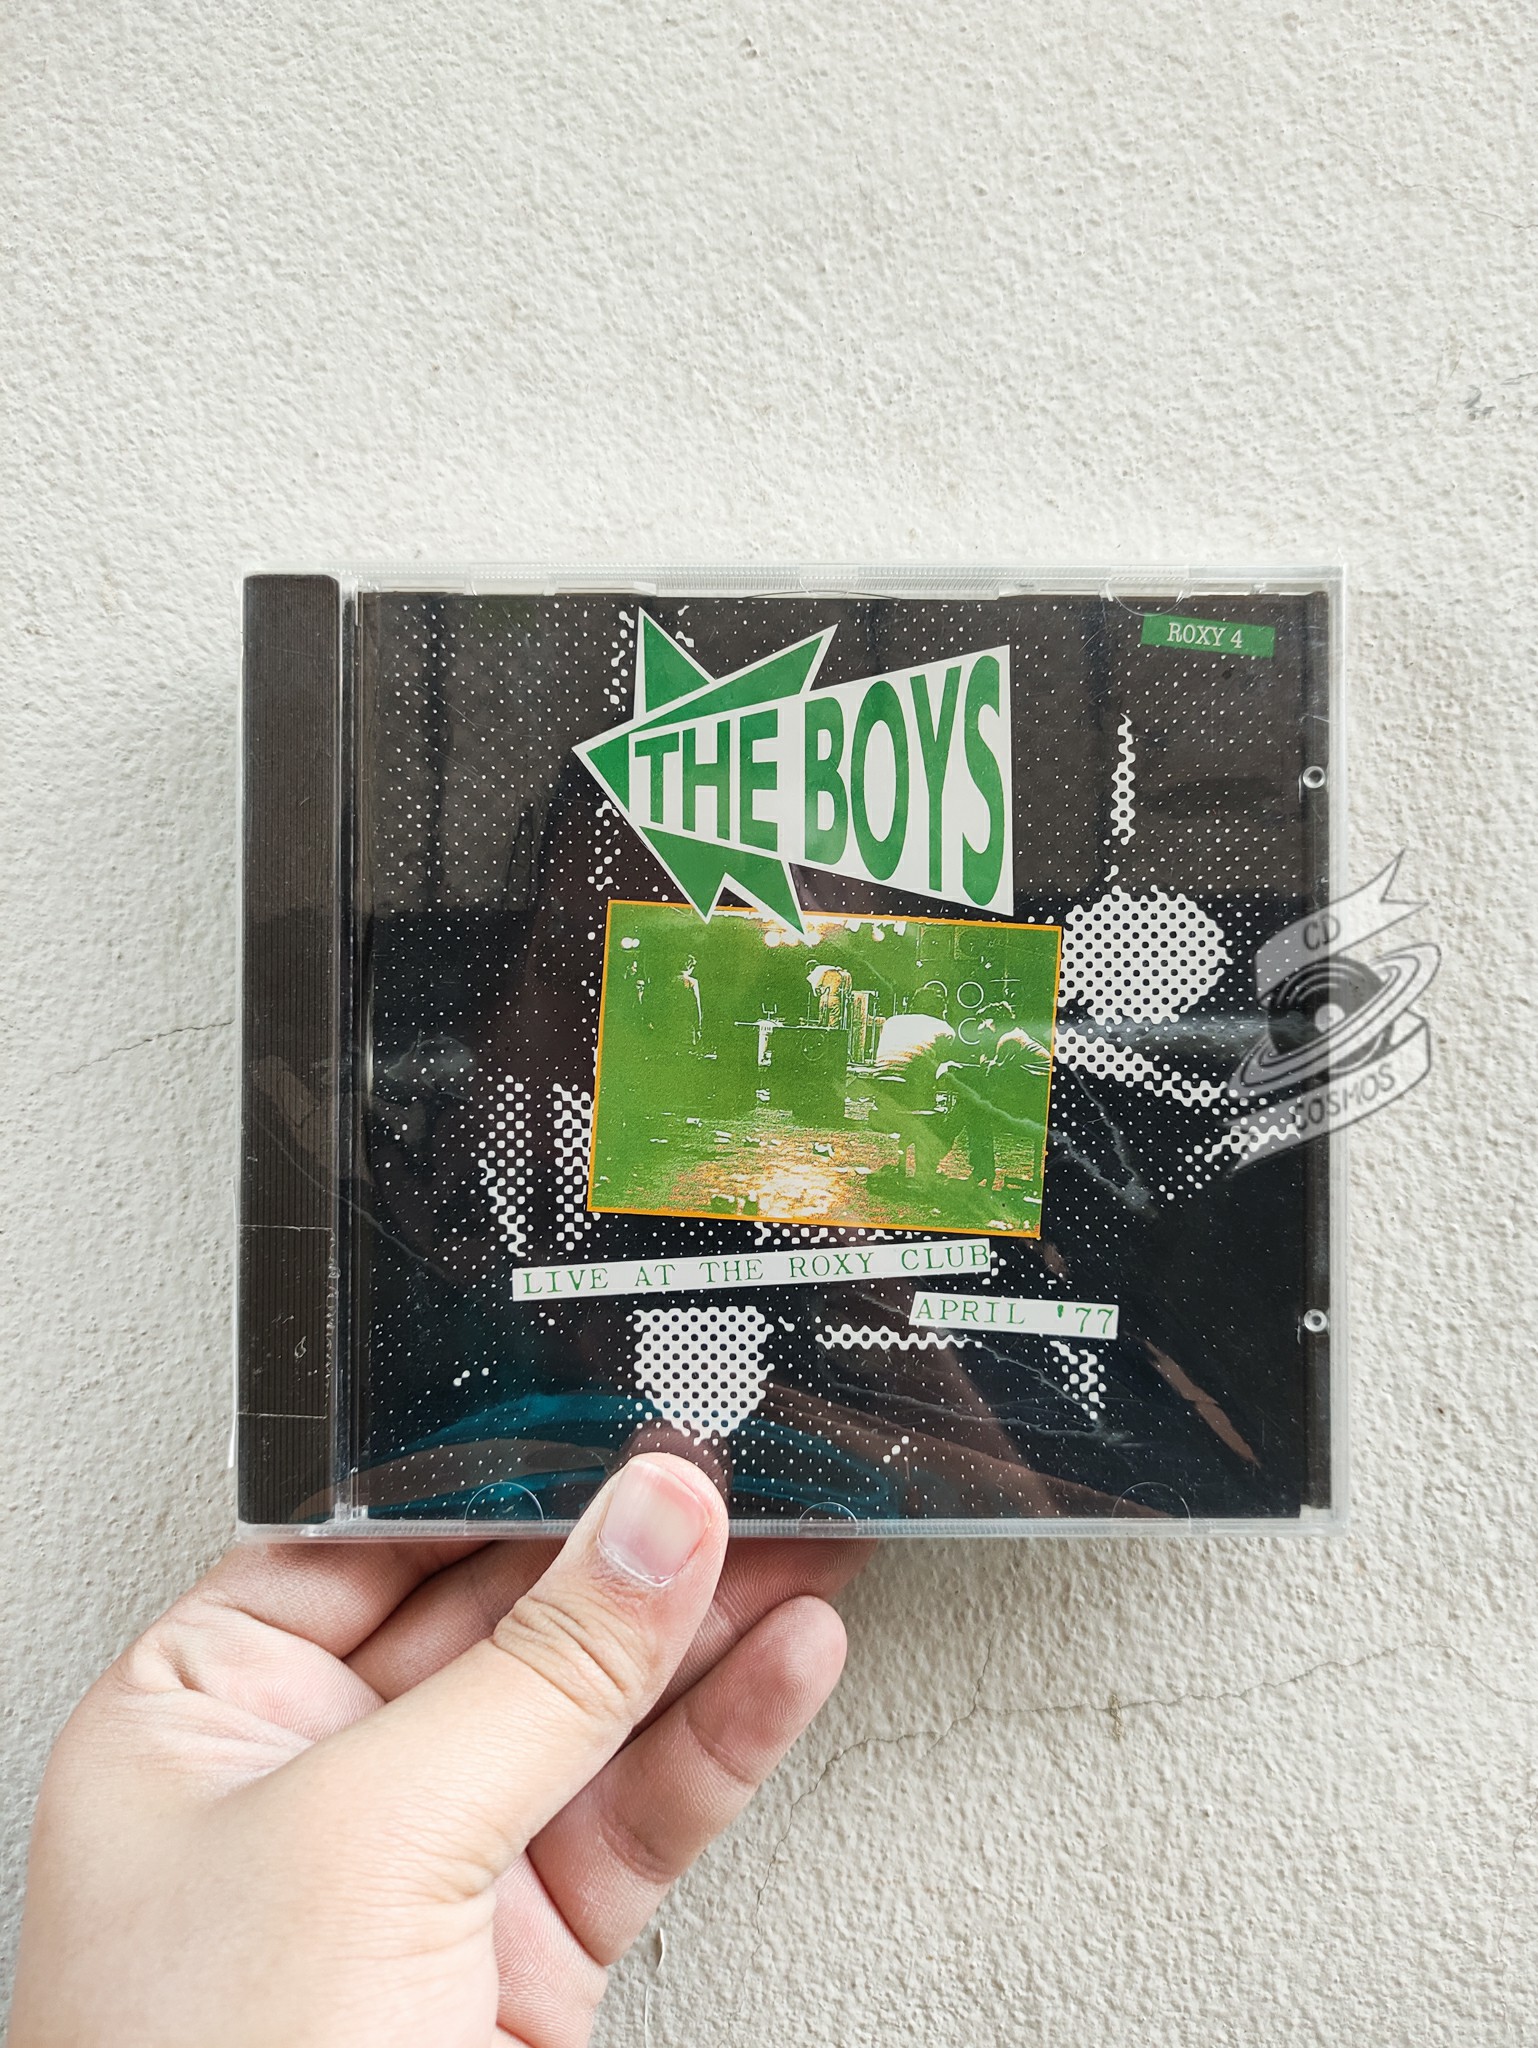 ROXY 4
THE BOYS
LIVE AT THE ROXY CLUB
APRIL '77
CD
COSMOS